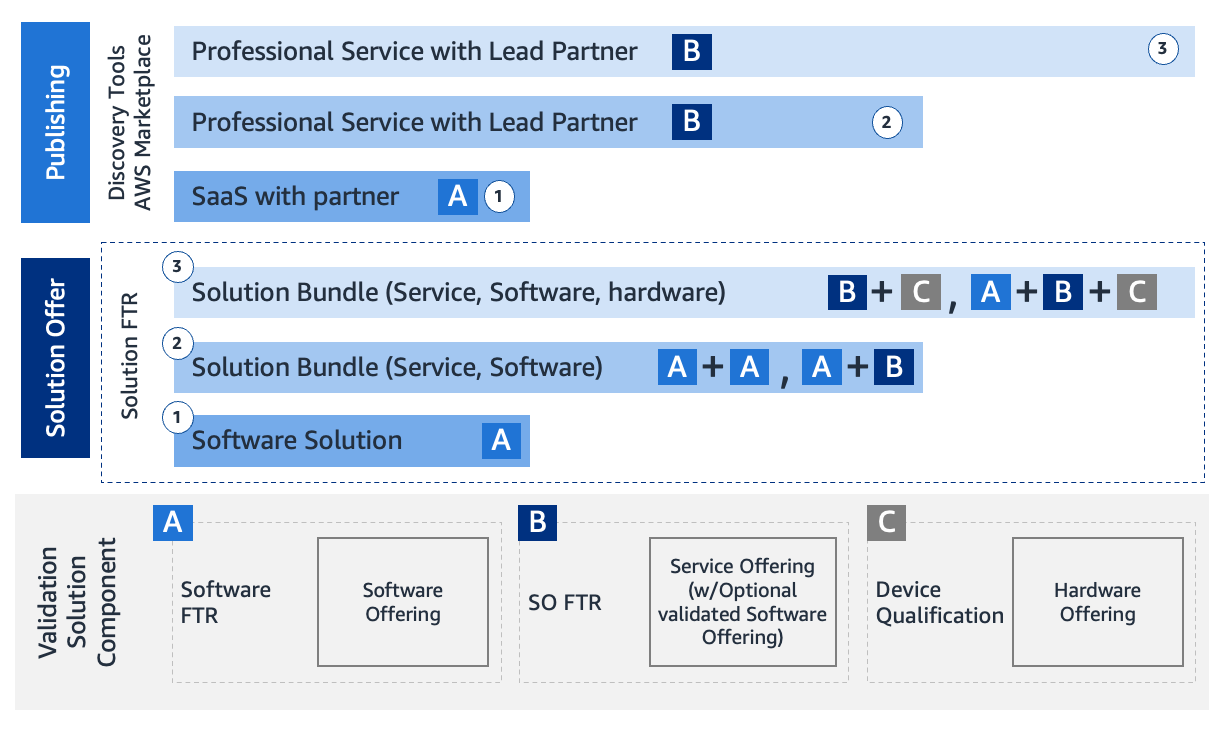 Publishing
Discovery Tools
AWS Marketplace
Professional Service with Lead Partner B 3
Professional Service with Lead Partner B 2
SaaS with partner A 1
Solution Offer
Solution FTR
3
Solution Bundle (Service, Software, hardware) B + C , A + B + C
2
Solution Bundle (Service, Software) A + A , A + B
1
Software Solution A
Validation
Solution
Component
A
Software
FTR
Software
Offering
B
SO FTR
Service Offering
(w/Optional
validated Software
Offering)
C
Device
Qualification
Hardware
Offering